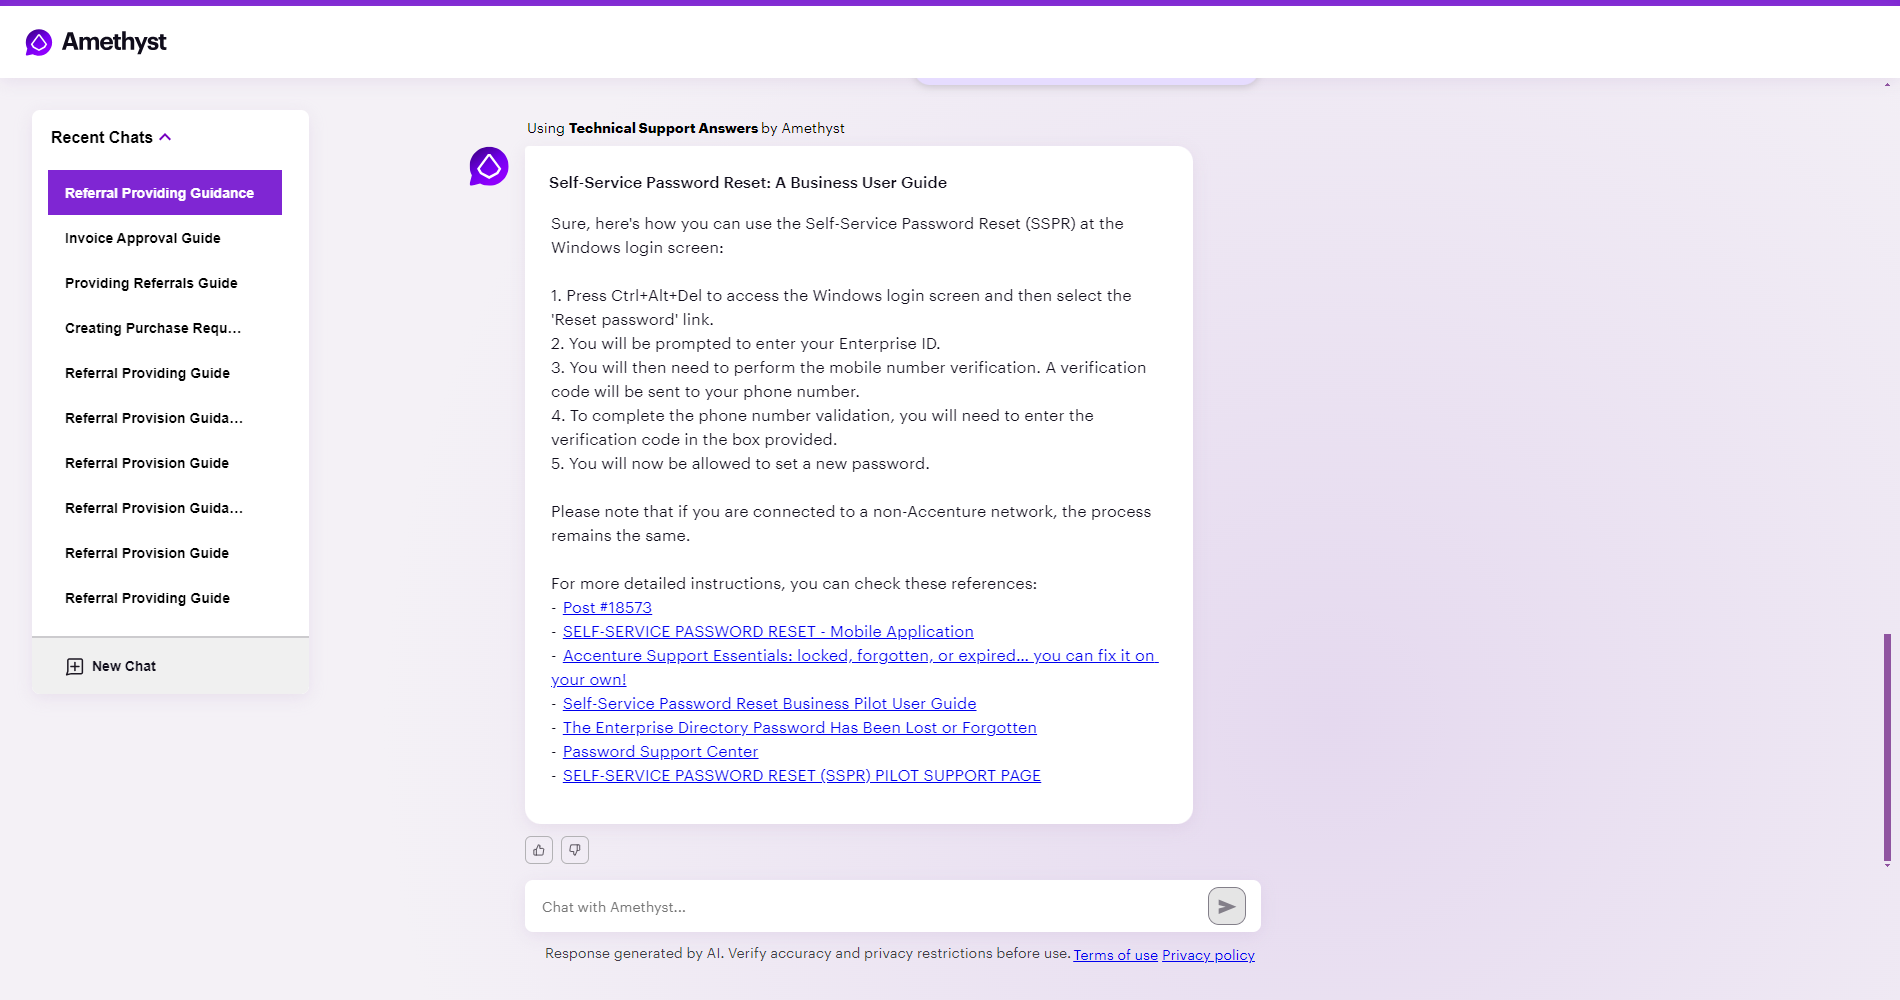 Amethyst
Recent Chats
Referral Providing Guidance
Invoice Approval Guide
Providing Referrals Guide
Creating Purchase Requ...
Referral Providing Guide
Referral Provision Guida...
Referral Provision Guide
Referral Provision Guida...
Referral Provision Guide
Referral Providing Guide
New Chat
Using Technical Support Answers by Amethyst
Self-Service Password Reset: A Business User Guide
Sure, here's how you can use the Self-Service Password Reset (SSPR) at the
Windows login screen:
1. Press Ctrl+Alt+Del to access the Windows login screen and then select the
'Reset password' link.
2. You will be prompted to enter your Enterprise ID.
3. You will then need to perform the mobile number verification. A verification
code will be sent to your phone number.
4. To complete the phone number validation, you will need to enter the
verification code in the box provided.
5. You will now be allowed to set a new password.
Please note that if you are connected to a non-Accenture network, the process
remains the same.
For more detailed instructions, you can check these references:
- Post #18573
- SELF-SERVICE PASSWORD RESET - Mobile Application
- Accenture Support Essentials: locked, forgotten, or expired... you can fix it on
your own!
- Self-Service Password Reset Business Pilot User Guide
- The Enterprise Directory Password Has Been Lost or Forgotten
- Password Support Center
- SELF-SERVICE PASSWORD RESET (SSPR) PILOT SUPPORT PAGE
Chat with Amethyst...
Response generated by AI. Verify accuracy and privacy restrictions before use. Terms of use Privacy policy